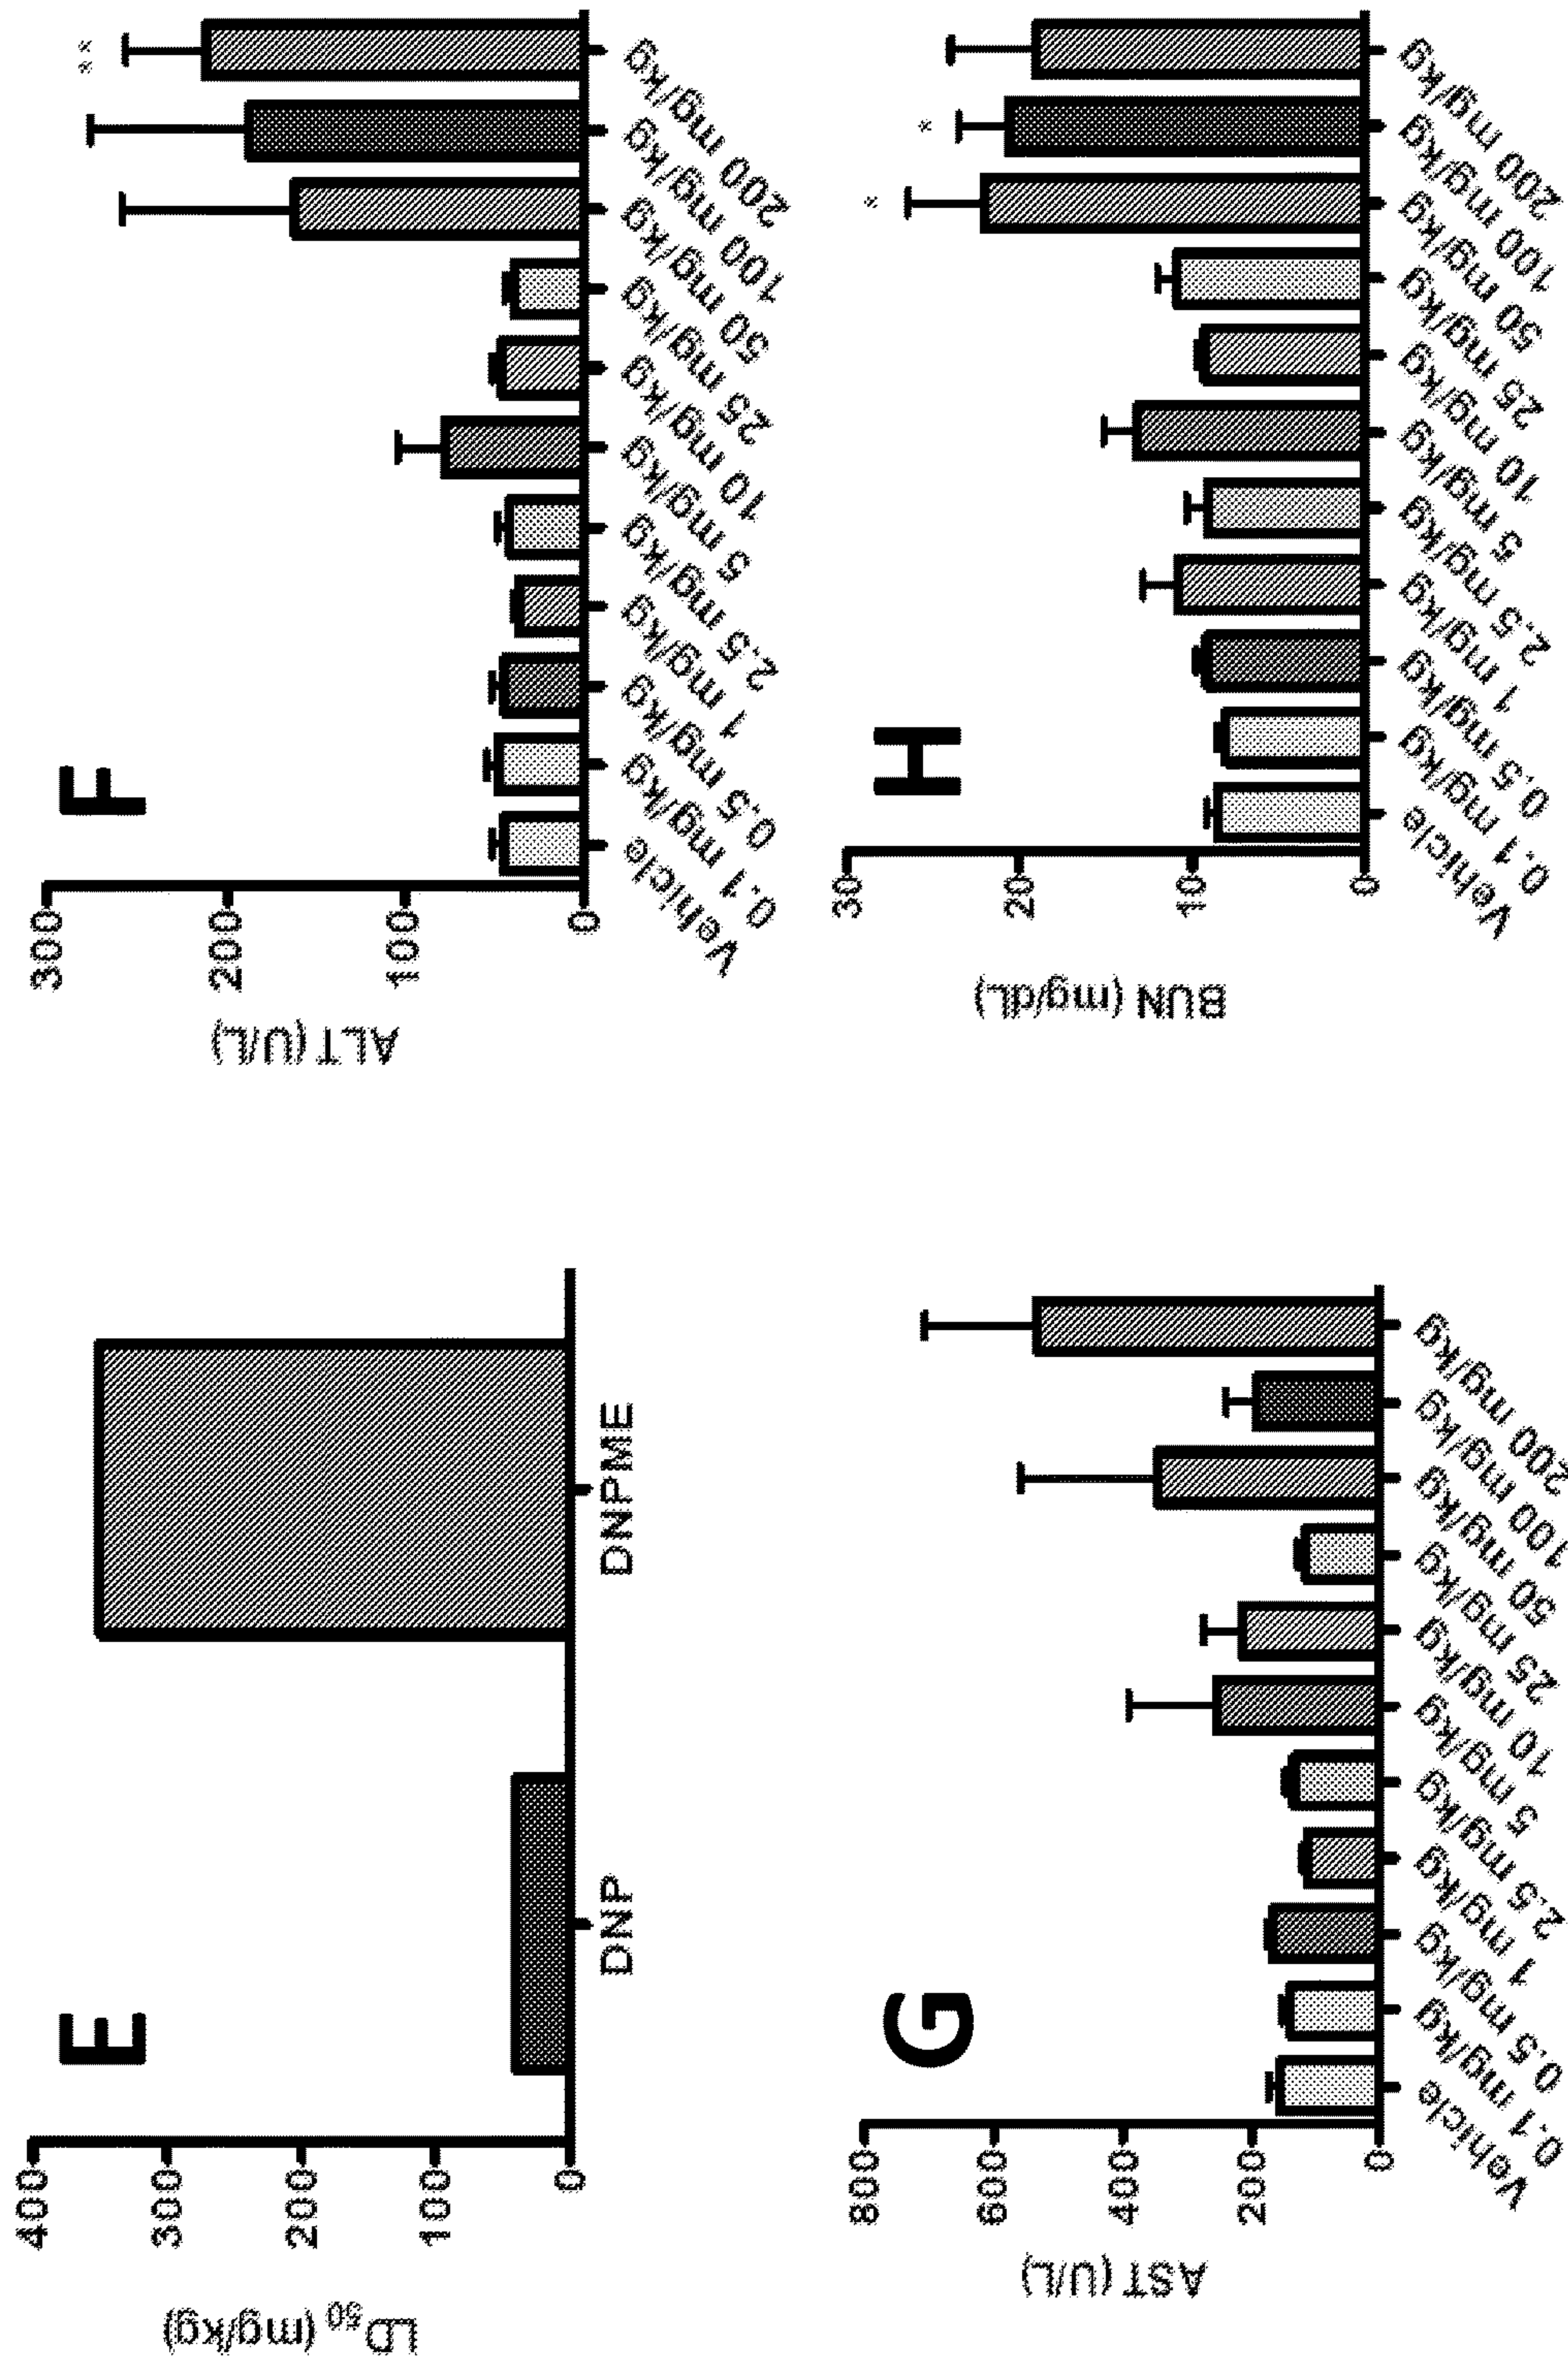 E
LD50 (mg/kg)
400
300
200
100
0
DNP
DNPME
F
ALT (U/L)
300
200
100
0
Vehicle
0.1 mg/kg
0.5 mg/kg
1 mg/kg
2.5 mg/kg
5 mg/kg
10 mg/kg
25 mg/kg
50 mg/kg
100 mg/kg
200 mg/kg
**
G
AST (U/L)
800
600
400
200
0
Vehicle
0.1 mg/kg
0.5 mg/kg
1 mg/kg
2.5 mg/kg
5 mg/kg
10 mg/kg
25 mg/kg
50 mg/kg
100 mg/kg
200 mg/kg
H
BUN (mg/dL)
30
20
10
0
Vehicle
0.1 mg/kg
0.5 mg/kg
1 mg/kg
2.5 mg/kg
5 mg/kg
10 mg/kg
25 mg/kg
50 mg/kg
100 mg/kg
200 mg/kg
*
*